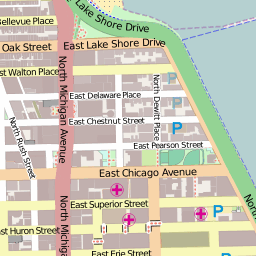 Bellevue Place
Lake Shore Drive
Oak Street
East Lake Shore Drive
East Walton Place
North Michigan Avenue
East Delaware Place
North Dewitt Place
East Chestnut Street
P
North Rush Street
East Pearson Street
East Chicago Avenue
East Superior Street
North Michigan
P
East Huron Street
East Erie Street